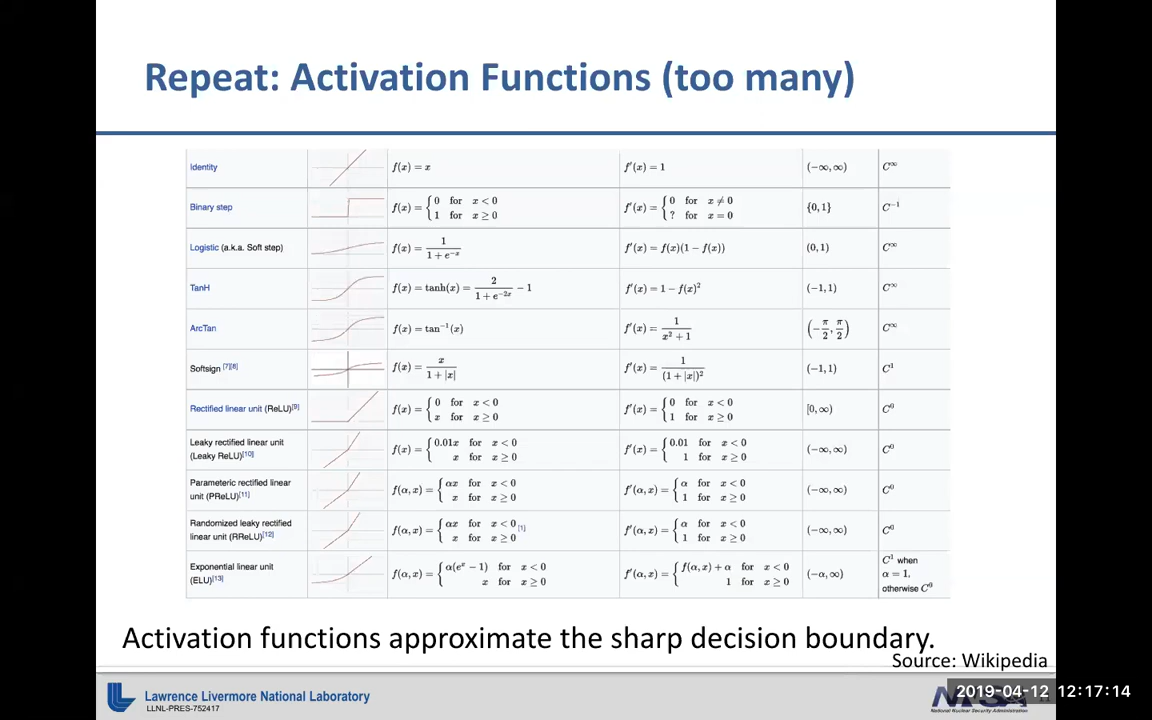 Repeat: Activation Functions (too many)
Identity f(x) = x f′(x) = 1 (−∞, ∞) C^∞
Binary step f(x) = { 0 for x < 0 f′(x) = { 0 for x ≠ 0 {0, 1} C^−1
1 for x ≥ 0 ? for x = 0
Logistic (a.k.a. Soft step) f(x) = 1 / (1 + e^−x) f′(x) = f(x)(1 − f(x)) (0, 1) C^∞
TanH f(x) = tanh(x) = 2 / (1 + e^−2x) − 1 f′(x) = 1 − f(x)^2 (−1, 1) C^∞
ArcTan f(x) = tan^−1(x) f′(x) = 1 / (x^2 + 1) (−π/2, π/2) C^∞
Softsign [7][8] f(x) = x / (1 + |x|) f′(x) = 1 / (1 + |x|)^2 (−1, 1) C^1
Rectified linear unit (ReLU)[9] f(x) = { 0 for x < 0 f′(x) = { 0 for x < 0 [0, ∞) C^0
x for x ≥ 0 1 for x ≥ 0
Leaky rectified linear unit f(x) = { 0.01x for x < 0 f′(x) = { 0.01 for x < 0 (−∞, ∞) C^0
(Leaky ReLU)[10] x for x ≥ 0 1 for x ≥ 0
Parameteric rectified linear f(α, x) = { αx for x < 0 f′(α, x) = { α for x < 0 (−∞, ∞) C^0
unit (PReLU)[11] x for x ≥ 0 1 for x ≥ 0
Randomized leaky rectified f(α, x) = { αx for x < 0 [1] f′(α, x) = { α for x < 0 (−∞, ∞) C^0
linear unit (RReLU)[12] x for x ≥ 0 1 for x ≥ 0
Exponential linear unit f(α, x) = { α(e^x − 1) for x < 0 f′(α, x) = { f(α, x) + α for x < 0 (−α, ∞) C^1 when
(ELU)[13] x for x ≥ 0 1 for x ≥ 0 α = 1,
otherwise C^0
Activation functions approximate the sharp decision boundary.
Source: Wikipedia
Lawrence Livermore National Laboratory
LLNL-PRES-752417
2019-04-12 12:17:14
National Nuclear Security Administration